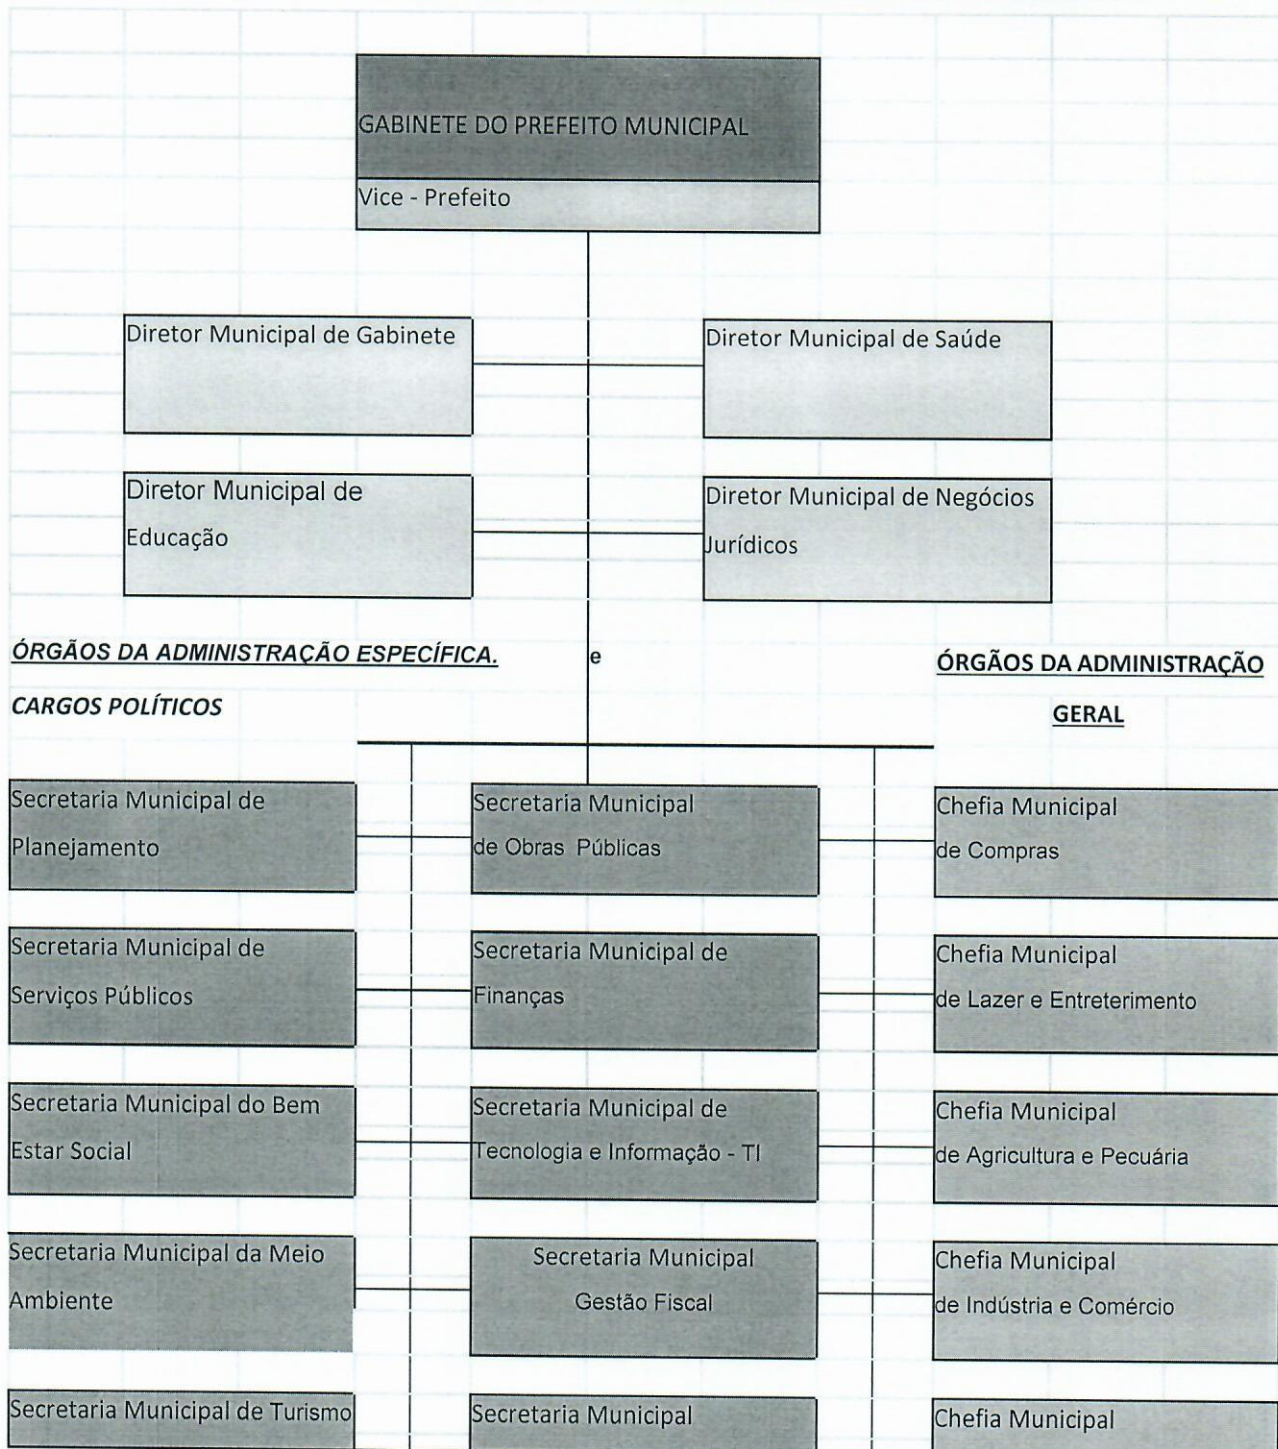 GABINETE DO PREFEITO MUNICIPAL
Vice - Prefeito
Diretor Municipal de Gabinete
Diretor Municipal de Saúde
Diretor Municipal de
Educação
Diretor Municipal de Negócios
Jurídicos
ÓRGÃOS DA ADMINISTRAÇÃO ESPECÍFICA.
e
ÓRGÃOS DA ADMINISTRAÇÃO
GERAL
CARGOS POLÍTICOS
Secretaria Municipal de
Planejamento
Secretaria Municipal
de Obras Públicas
Chefia Municipal
de Compras
Secretaria Municipal de
Serviços Públicos
Secretaria Municipal de
Finanças
Chefia Municipal
de Lazer e Entreterimento
Secretaria Municipal do Bem
Estar Social
Secretaria Municipal de
Tecnologia e Informação - TI
Chefia Municipal
de Agricultura e Pecuária
Secretaria Municipal da Meio
Ambiente
Secretaria Municipal
Gestão Fiscal
Chefia Municipal
de Indústria e Comércio
Secretaria Municipal de Turismo
Secretaria Municipal
Chefia Municipal